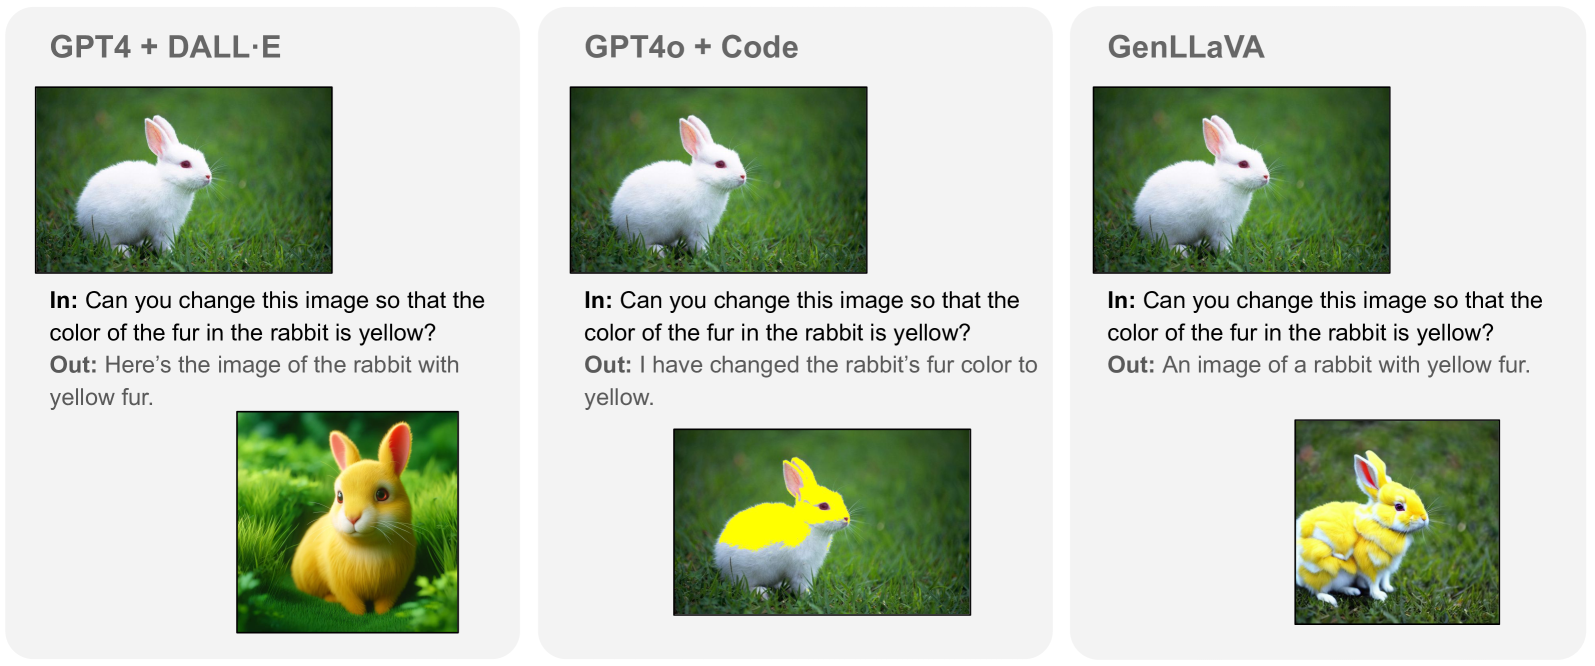 GPT4 + DALL·E
In: Can you change this image so that the
color of the fur in the rabbit is yellow?
Out: Here’s the image of the rabbit with
yellow fur.
GPT4o + Code
In: Can you change this image so that the
color of the fur in the rabbit is yellow?
Out: I have changed the rabbit’s fur color to
yellow.
GenLLaVA
In: Can you change this image so that the
color of the fur in the rabbit is yellow?
Out: An image of a rabbit with yellow fur.